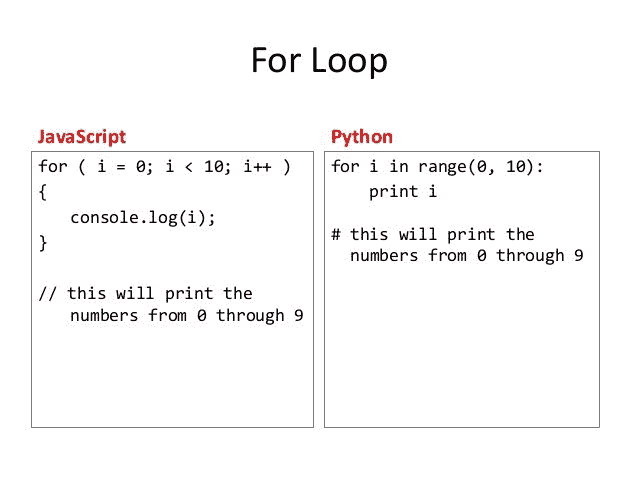 For Loop
JavaScript
for ( i = 0; i < 10; i++ )
{
    console.log(i);
}
// this will print the
    numbers from 0 through 9
Python
for i in range(0, 10):
    print i
# this will print the
  numbers from 0 through 9